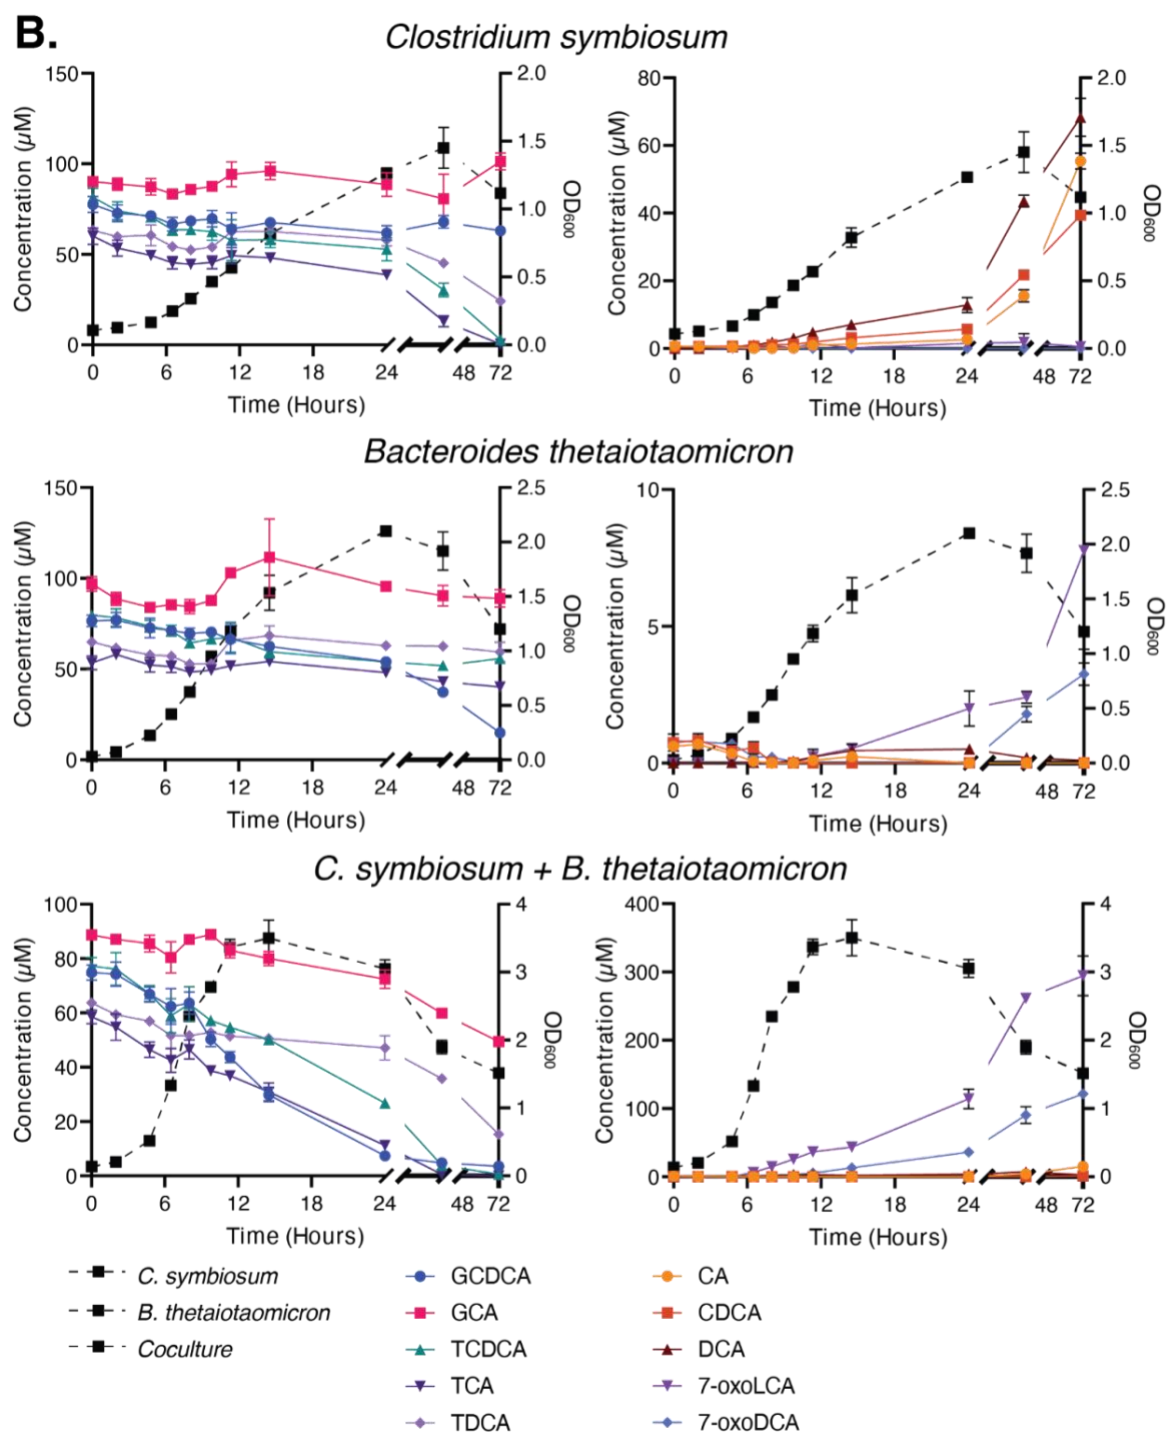 B.
Clostridium symbiosum
150
100
50
0
Concentration (µM)
2.0
1.5
1.0
0.5
0.0
OD600
0 6 12 18 24 48 72
Time (Hours)
80
60
40
20
0
Concentration (µM)
2.0
1.5
1.0
0.5
0.0
OD600
0 6 12 18 24 48 72
Time (Hours)
Bacteroides thetaiotaomicron
150
100
50
0
Concentration (µM)
2.5
2.0
1.5
1.0
0.5
0.0
OD600
0 6 12 18 24 48 72
Time (Hours)
10
5
0
Concentration (µM)
2.5
2.0
1.5
1.0
0.5
0.0
OD600
0 6 12 18 24 48 72
Time (Hours)
C. symbiosum + B. thetaiotaomicron
100
80
60
40
20
0
Concentration (µM)
4
3
2
1
0
OD600
0 6 12 18 24 48 72
Time (Hours)
400
300
200
100
0
Concentration (µM)
4
3
2
1
0
OD600
0 6 12 18 24 48 72
Time (Hours)
C. symbiosum
B. thetaiotaomicron
Coculture
GCDCA
GCA
TCDCA
TCA
TDCA
CA
CDCA
DCA
7-oxoLCA
7-oxoDCA